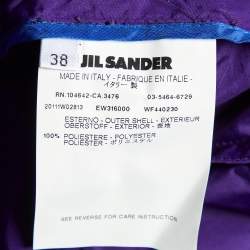 38
JIL SANDER
MADE IN ITALY - FABRIQUE EN ITALIE -
イタリー 製
RN.104642-CA.3476 03-5464-6729
20111W02813 EW316000 WF440230
ESTERNO - OUTER SHELL - EXTERIEUR
OBERSTOFF - EXTERIOR - 表地
100% POLIESTERE - POLYESTER
POLIESTER - ポリエステル
SEE REVERSE FOR CARE INSTRUCTION